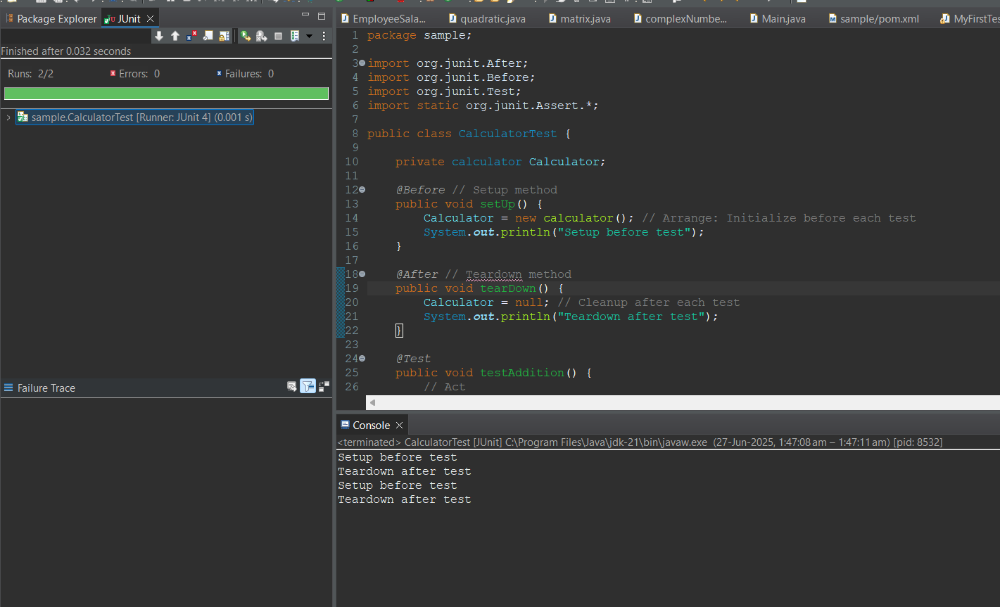 Package Explorer
JUnit
Finished after 0.032 seconds
Runs: 2/2
Errors: 0
Failures: 0
sample.CalculatorTest [Runner: JUnit 4] (0.001 s)
Failure Trace
EmployeeSala...
quadratic.java
matrix.java
complexNumbe...
Main.java
sample/pom.xml
MyFirstTes
1 package sample;
2
3 import org.junit.After;
4 import org.junit.Before;
5 import org.junit.Test;
6 import static org.junit.Assert.*;
7
8 public class CalculatorTest {
9
10     private calculator Calculator;
11
12     @Before // Setup method
13     public void setUp() {
14         Calculator = new calculator(); // Arrange: Initialize before each test
15         System.out.println("Setup before test");
16     }
17
18     @After // Teardown method
19     public void tearDown() {
20         Calculator = null; // Cleanup after each test
21         System.out.println("Teardown after test");
22     }
23
24     @Test
25     public void testAddition() {
26         // Act
Console
<terminated> CalculatorTest [JUnit] C:\Program Files\Java\jdk-21\bin\javaw.exe (27-Jun-2025, 1:47:08 am – 1:47:11 am) [pid: 8532]
Setup before test
Teardown after test
Setup before test
Teardown after test